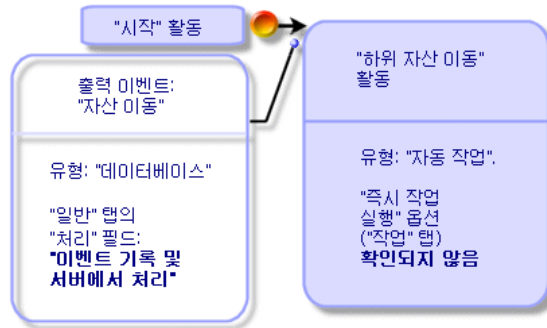 "시작" 활동
출력 이벤트:
"자산 이동"
유형: "데이터베이스"
"일반" 탭의
"처리" 필드:
"이벤트 기록 및
서버에서 처리"
"하위 자산 이동"
활동
유형: "자동 작업".
"즉시 작업
실행" 옵션
("작업" 탭)
확인되지 않음